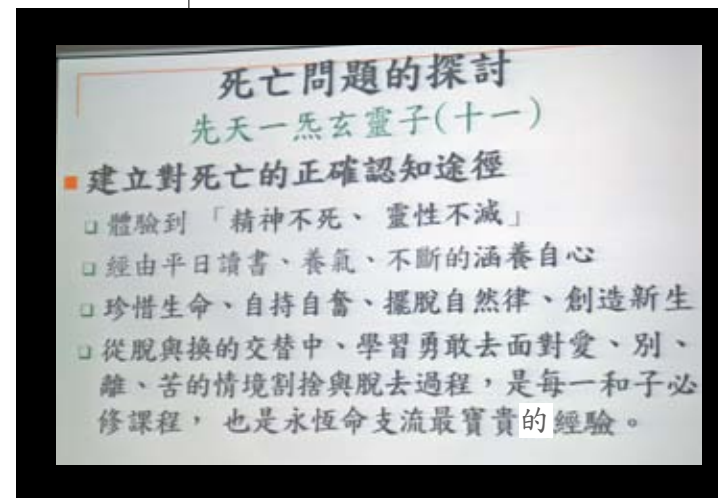 死亡問題的探討
先天一炁玄靈子(十一)
建立對死亡的正確認知途徑
體驗到「精神不死、靈性不滅」
經由平日讀書、養氣、不斷的涵養自心
珍惜生命、自持自奮、擺脫自然律、創造新生
從脫與換的交替中、學習勇敢去面對愛、別、
離、苦的情境割捨與脫去過程,是每一和子必
修課程, 也是永恆命支流最寶貴的經驗。